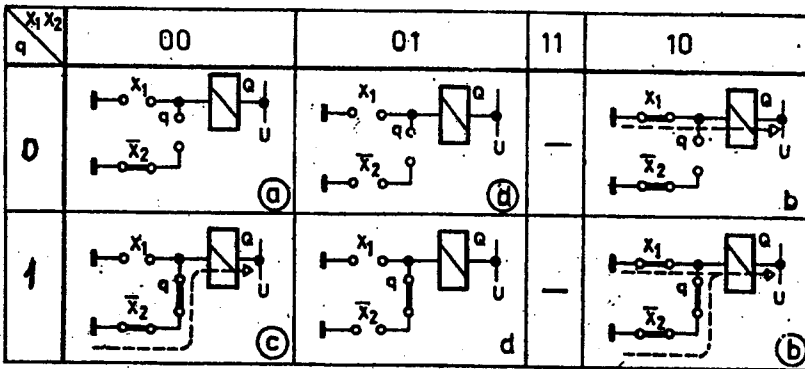 X₁X₂
q
00
01
11
10
0
X₁ Q
q
U
X̄₂
ⓐ
X₁ Q
q
U
X̄₂
ⓓ
—
X₁ Q
q
U
X̄₂
b
1
X₁ Q
q
U
X̄₂
ⓒ
X₁ Q
q
U
X̄₂
d
—
X₁ Q
q
U
X̄₂
ⓑ